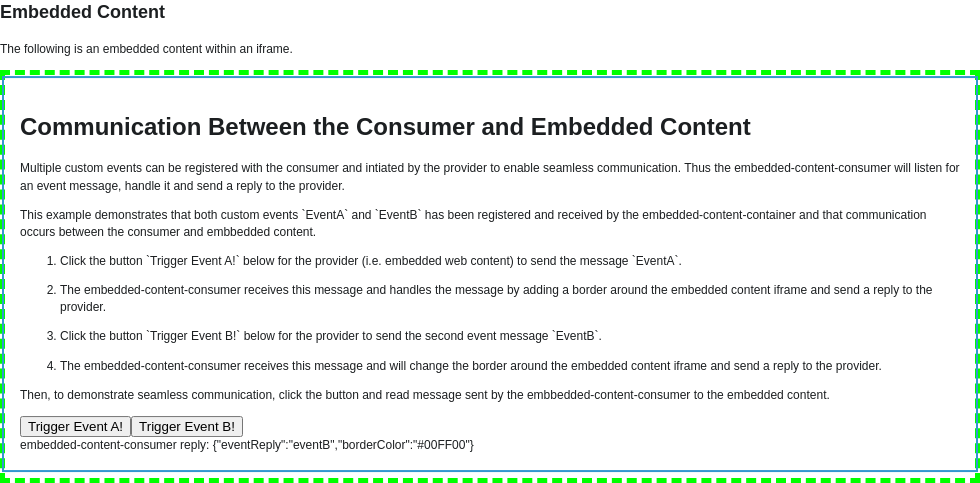 Embedded Content
The following is an embedded content within an iframe.
Communication Between the Consumer and Embedded Content
Multiple custom events can be registered with the consumer and intiated by the provider to enable seamless communication. Thus the embedded-content-consumer will listen for
an event message, handle it and send a reply to the provider.
This example demonstrates that both custom events `EventA` and `EventB` has been registered and received by the embedded-content-container and that communication
occurs between the consumer and embbedded content.
1. Click the button `Trigger Event A!` below for the provider (i.e. embedded web content) to send the message `EventA`.
2. The embedded-content-consumer receives this message and handles the message by adding a border around the embedded content iframe and send a reply to the
provider.
3. Click the button `Trigger Event B!` below for the provider to send the second event message `EventB`.
4. The embedded-content-consumer receives this message and will change the border around the embedded content iframe and send a reply to the provider.
Then, to demonstrate seamless communication, click the button and read message sent by the embbedded-content-consumer to the embedded content.
Trigger Event A! Trigger Event B!
embedded-content-consumer reply: {"eventReply":"eventB","borderColor":"#00FF00"}